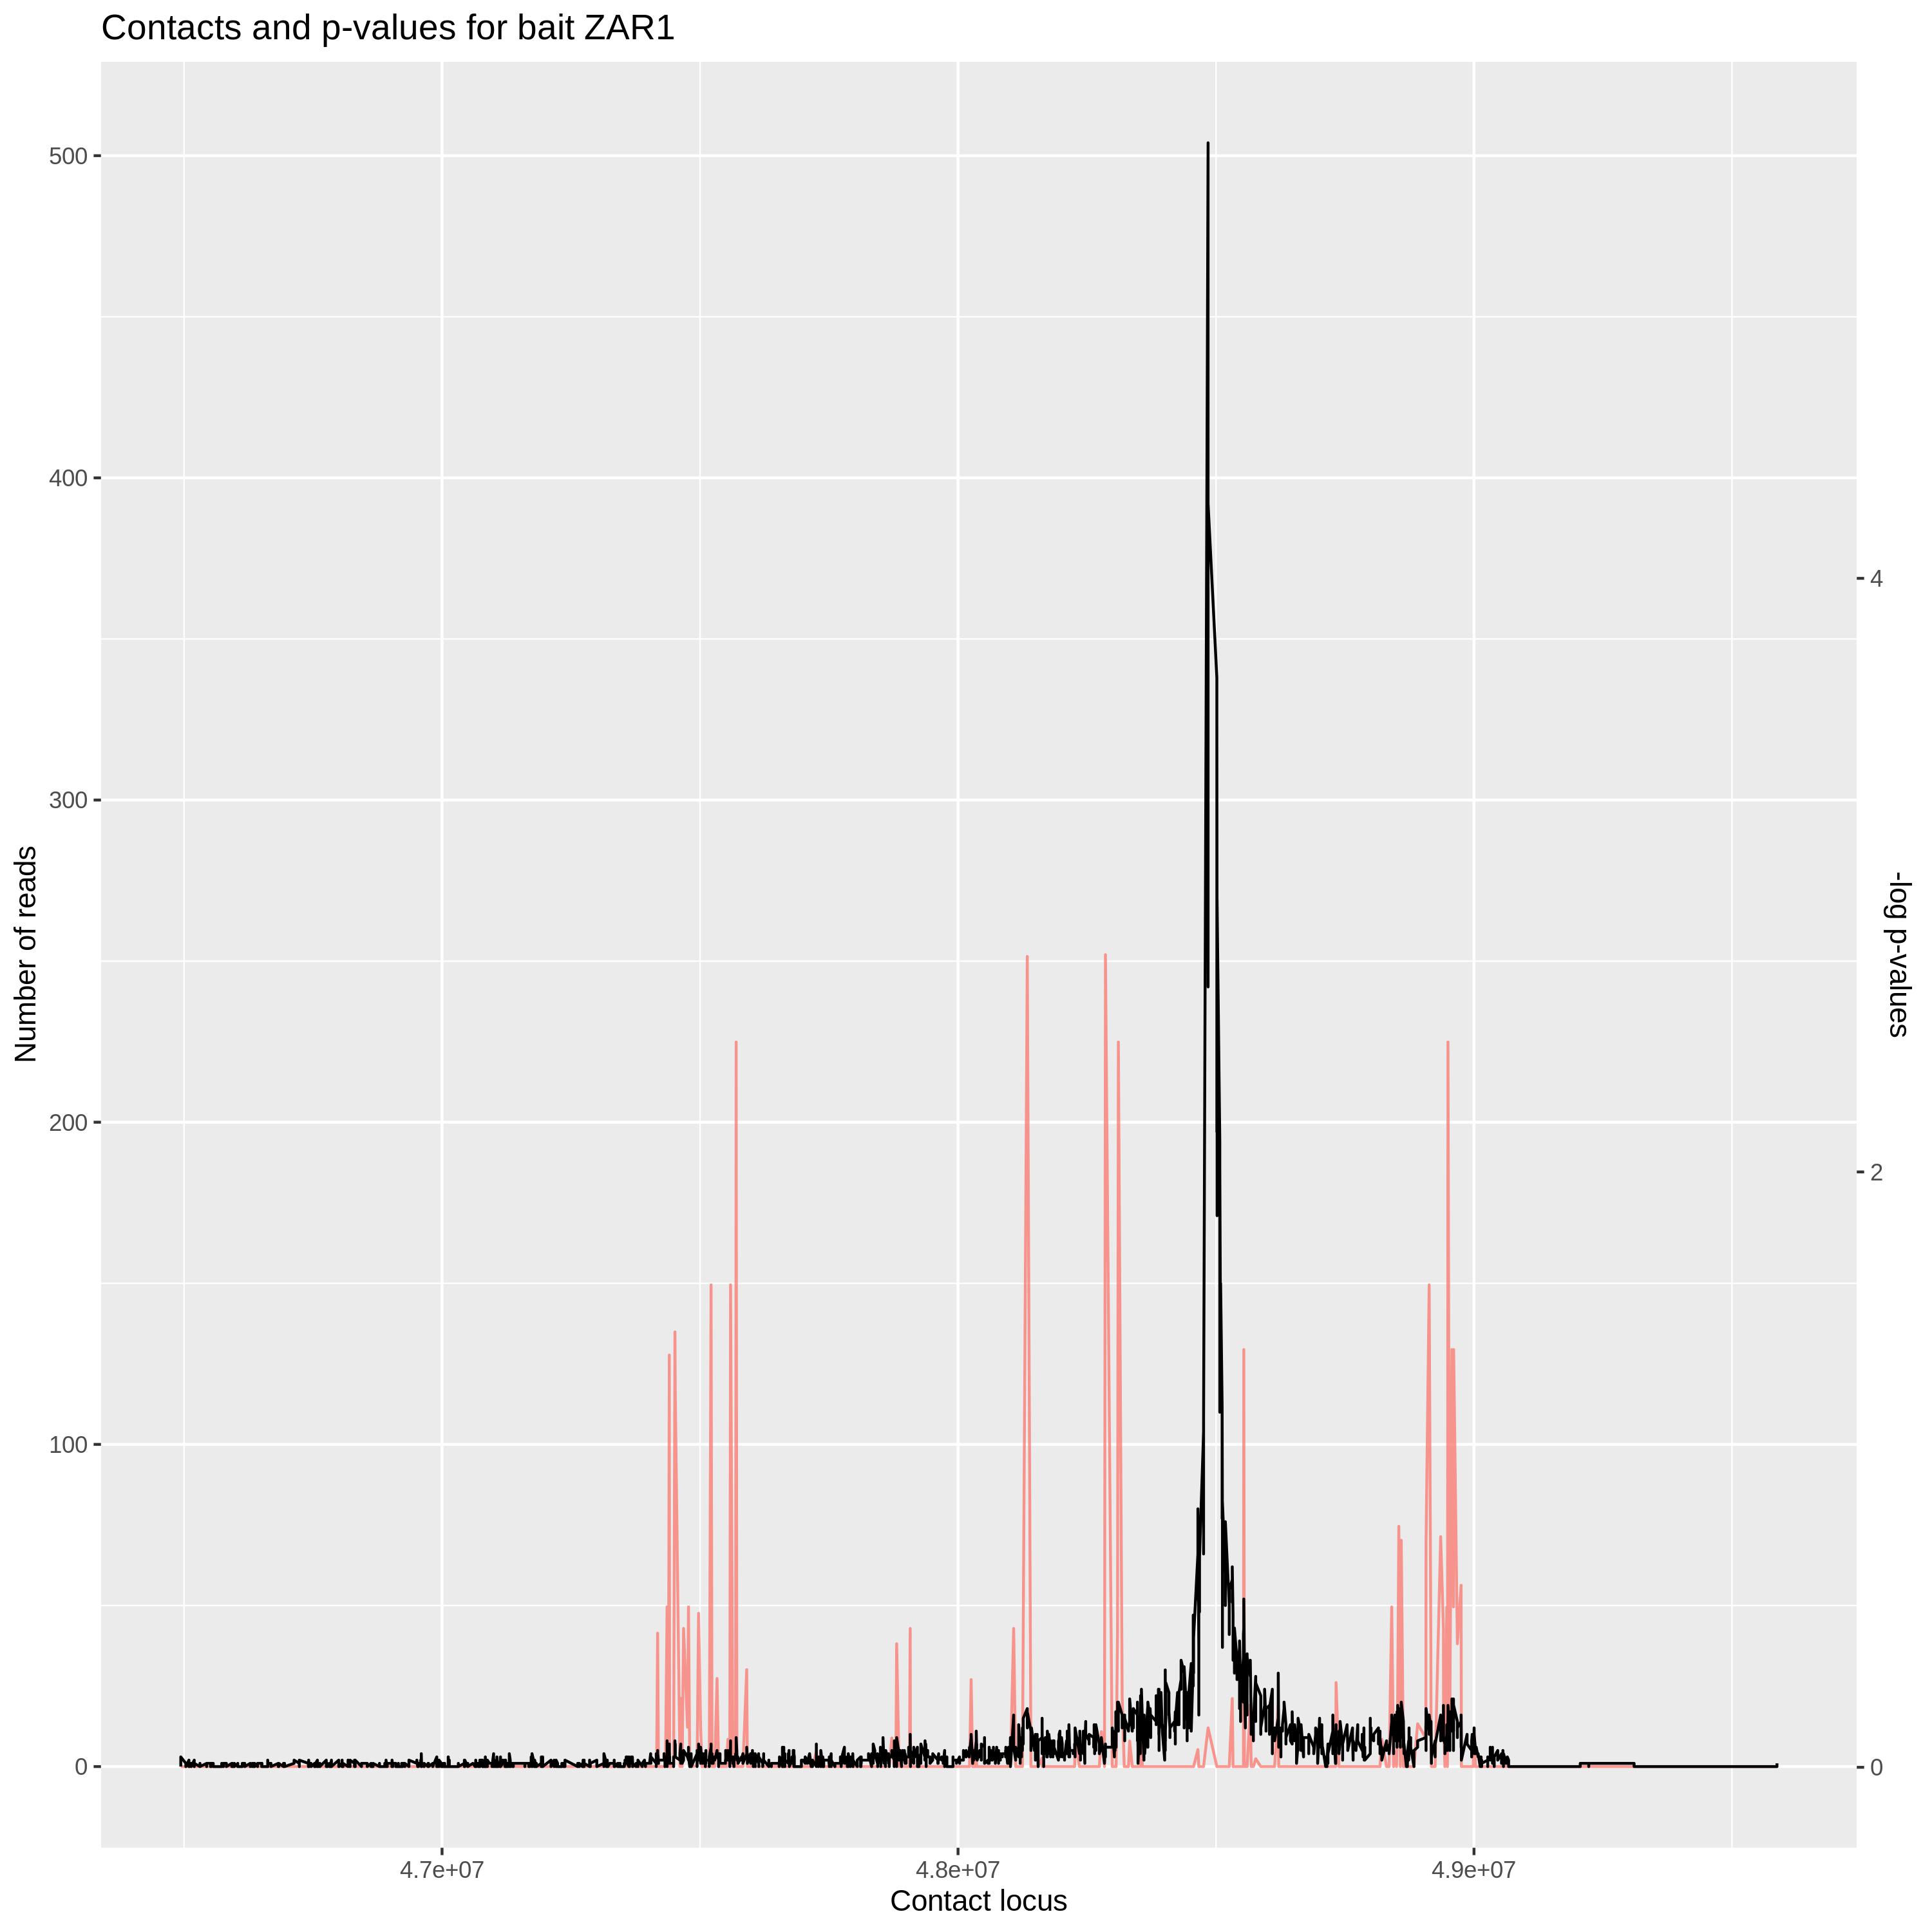 Contacts and p-values for bait ZAR1
500
400
300
200
100
0
Number of reads
4
2
0
-log p-values
4.7e+07
4.8e+07
4.9e+07
Contact locus